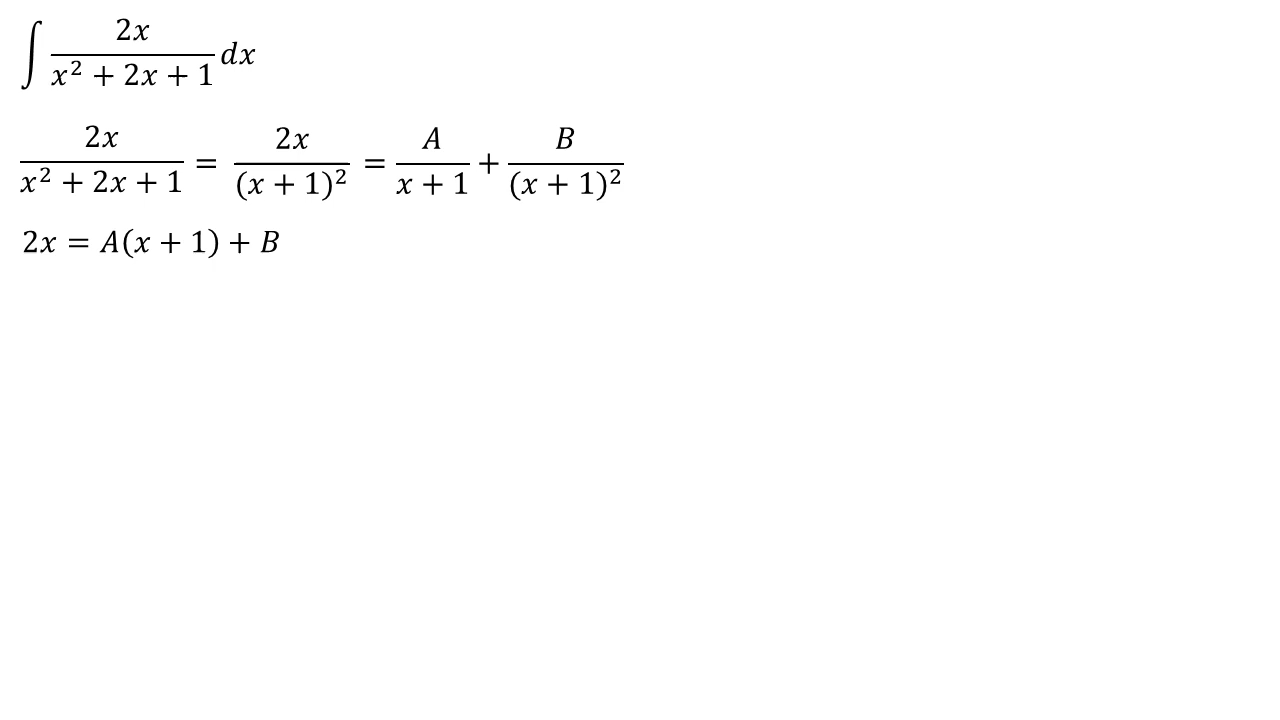 ∫ 2x/(x² + 2x + 1) dx
2x/(x² + 2x + 1) = 2x/(x + 1)² = A/(x + 1) + B/(x + 1)²
2x = A(x + 1) + B